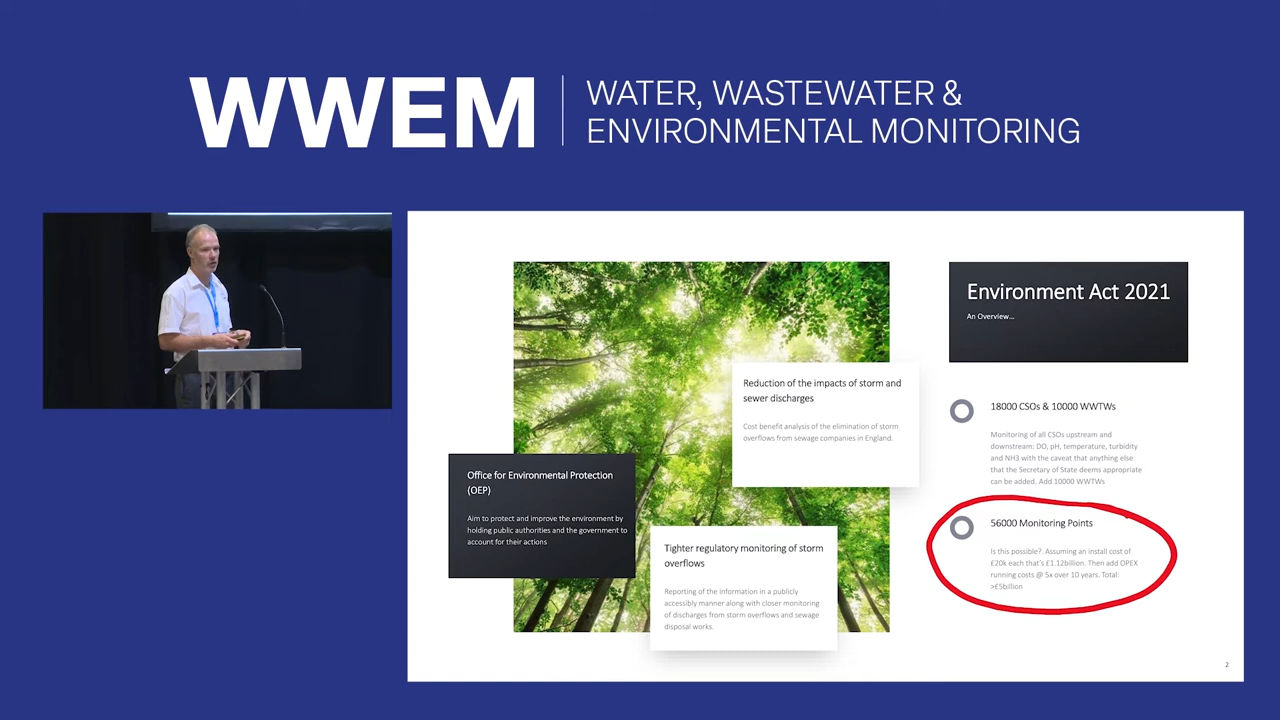 WWEM
WATER, WASTEWATER &
ENVIRONMENTAL MONITORING
Environment Act 2021
An Overview...
Reduction of the impacts of storm and
sewer discharges
Cost benefit analysis of the elimination of storm
overflows from sewage companies in England.
Office for Environmental Protection
(OEP)
Aim to protect and improve the environment by
holding public authorities and the government to
account for their actions
Tighter regulatory monitoring of storm
overflows
Reporting of the information in a publicly
accessibly manner along with closer monitoring
of discharges from storm overflows and sewage
disposal works.
18000 CSOs & 10000 WWTWs
Monitoring of all CSOs upstream and
downstream: DO, pH, temperature, turbidity
and NH3 with the caveat that anything else
that the Secretary of State deems appropriate
can be added. Add 10000 WWTWs
56000 Monitoring Points
Is this possible?. Assuming an install cost of
£20k each that's £1.12billion. Then add OPEX
running costs @ 5x over 10 years. Total:
>£5billion
2